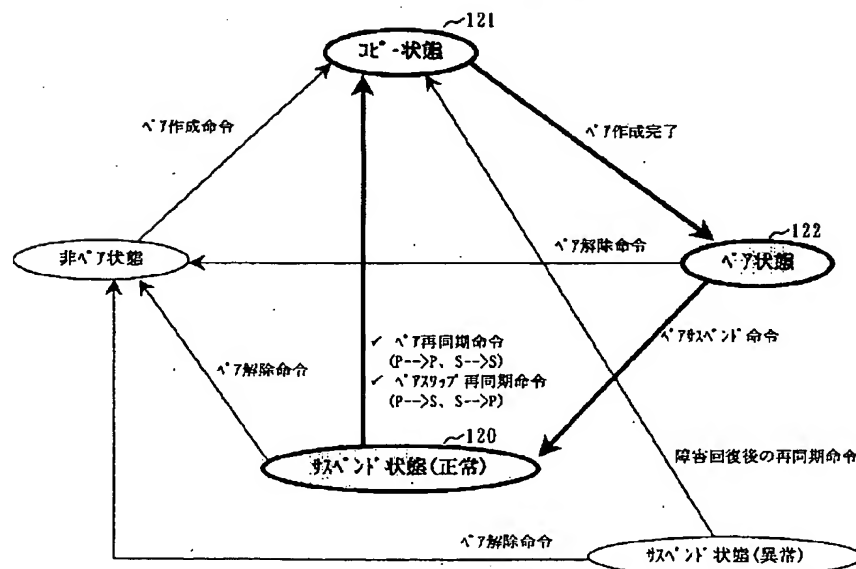 〜121
コピー状態
ペア作成命令
ペア作成完了
〜122
非ペア状態
ペア解除命令
ペア状態
ペアサスペンド命令
✓ ペア再同期命令
(P-->P、S-->S)
✓ ペアスワップ再同期命令
(P-->S、S-->P)
ペア解除命令
〜120
サスペンド状態(正常)
障害回復後の再同期命令
ペア解除命令
サスペンド状態(異常)